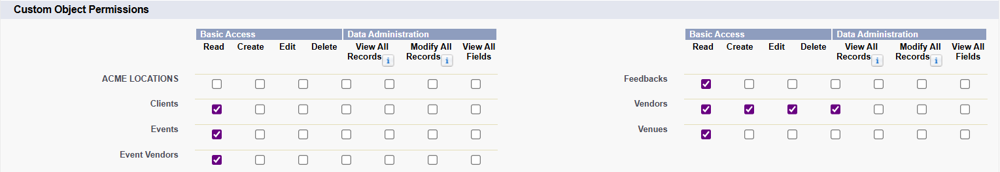 Custom Object Permissions
Basic Access Data Administration
Read Create Edit Delete View All Records i Modify All Records i View All Fields
ACME LOCATIONS
Clients
Events
Event Vendors
Basic Access Data Administration
Read Create Edit Delete View All Records i Modify All Records i View All Fields
Feedbacks
Vendors
Venues